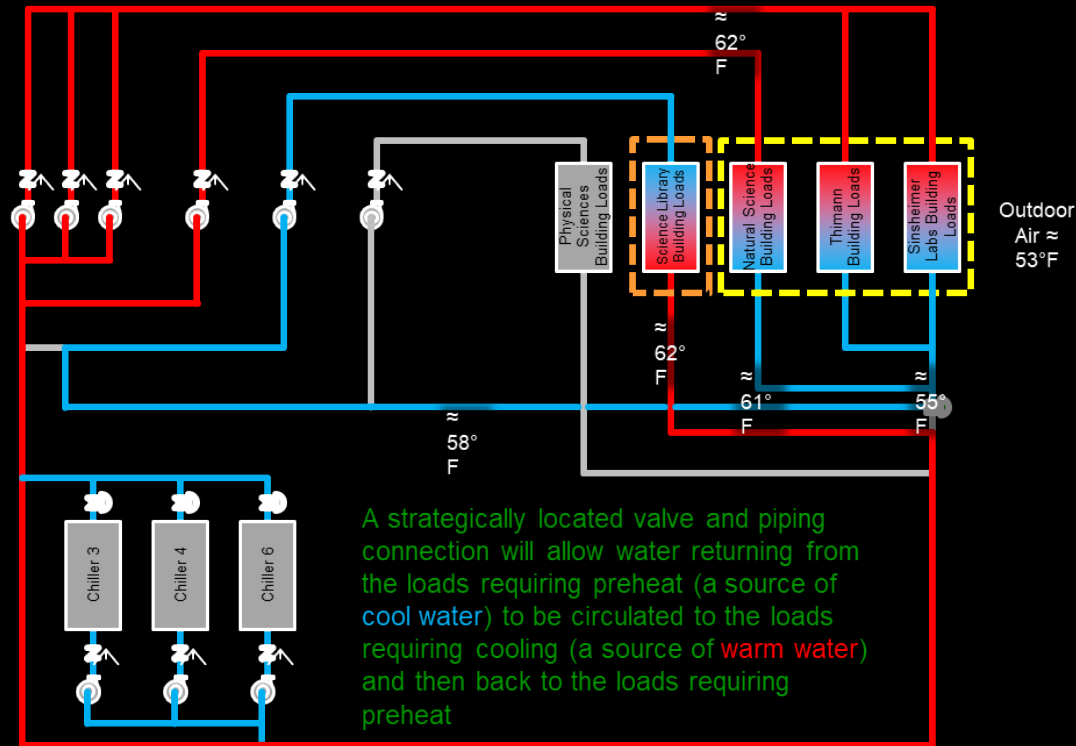 ≈
62°
F
Physical
Sciences
Building Loads
Science Library
Building Loads
Natural Science
Building Loads
Thimann
Building Loads
Sinsheimer
Labs Building
Loads
Outdoor
Air ≈
53°F
≈
62°
F
≈
61°
F
≈
55°
F
≈
58°
F
Chiller 3
Chiller 4
Chiller 6
A strategically located valve and piping
connection will allow water returning from
the loads requiring preheat (a source of
cool water) to be circulated to the loads
requiring cooling (a source of warm water)
and then back to the loads requiring
preheat